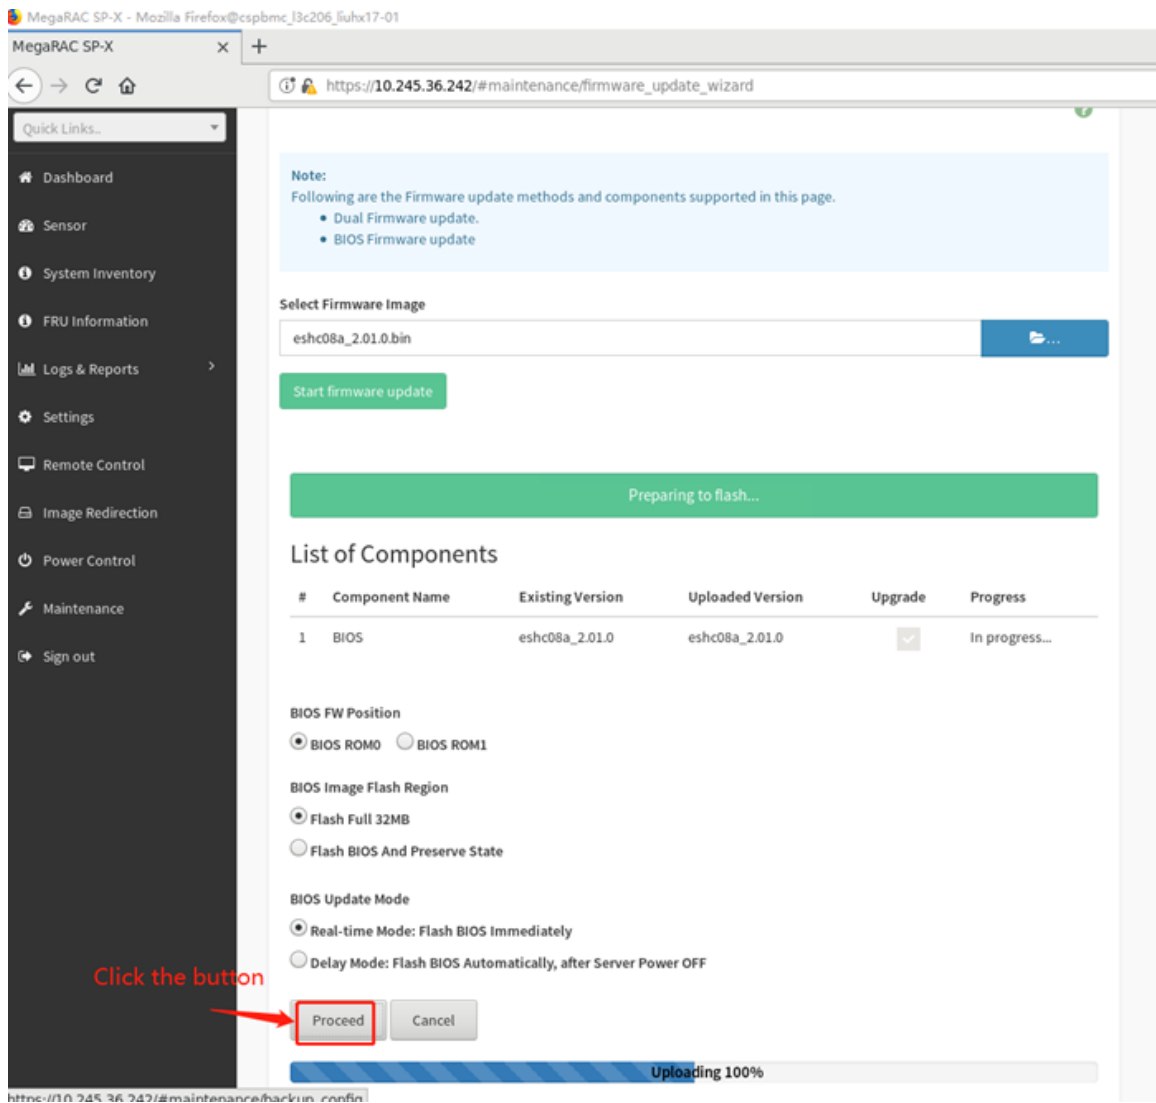 MegaRAC SP-X - Mozilla Firefox@cspbmc_l3c206_liuhx17-01
MegaRAC SP-X × +
https://10.245.36.242/#maintenance/firmware_update_wizard
Quick Links..
Dashboard
Sensor
System Inventory
FRU Information
Logs & Reports
Settings
Remote Control
Image Redirection
Power Control
Maintenance
Sign out
Note:
Following are the Firmware update methods and components supported in this page.
• Dual Firmware update.
• BIOS Firmware update
Select Firmware Image
eshc08a_2.01.0.bin
...
Start firmware update
Preparing to flash...
List of Components
# Component Name Existing Version Uploaded Version Upgrade Progress
1 BIOS eshc08a_2.01.0 eshc08a_2.01.0 In progress...
BIOS FW Position
BIOS ROM0 BIOS ROM1
BIOS Image Flash Region
Flash Full 32MB
Flash BIOS And Preserve State
BIOS Update Mode
Real-time Mode: Flash BIOS Immediately
Delay Mode: Flash BIOS Automatically, after Server Power OFF
Click the button
Proceed Cancel
Uploading 100%
https://10.245.36.242/#maintenance/backup_config